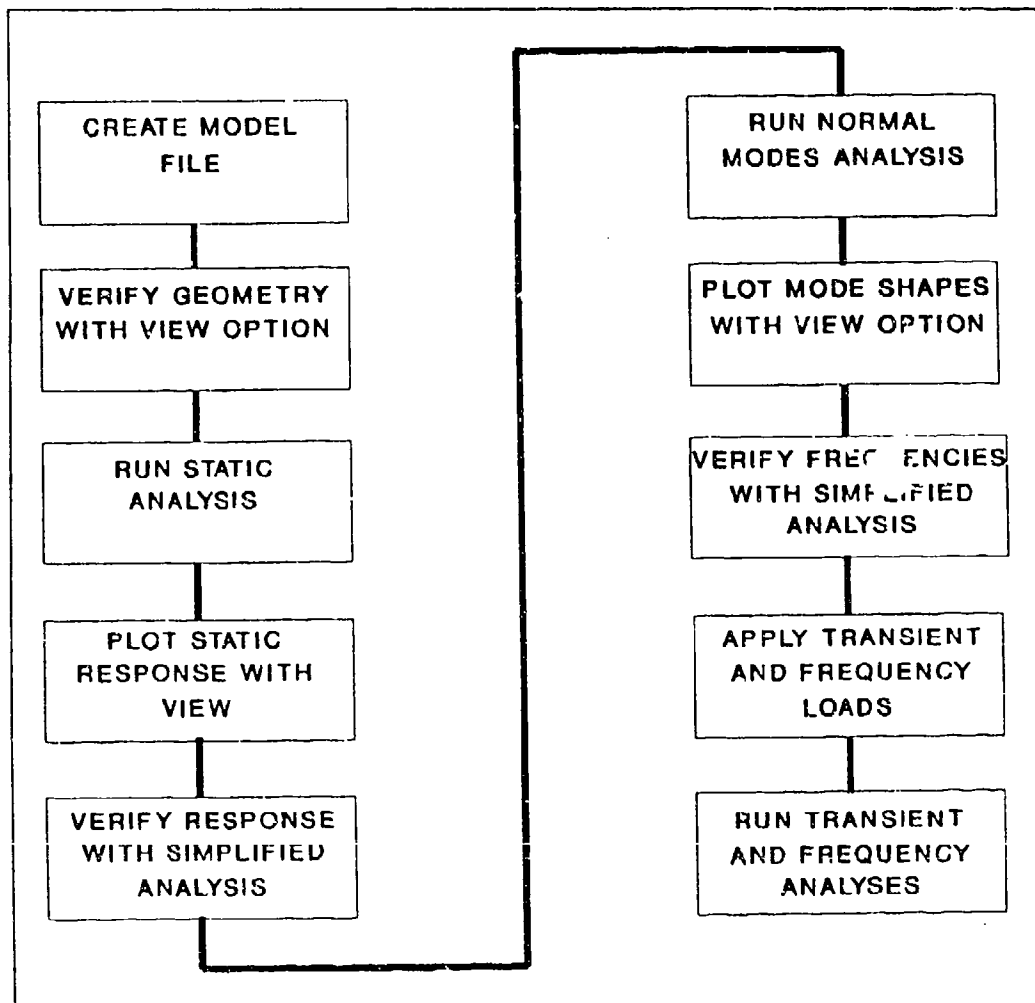 CREATE MODEL
FILE
VERIFY GEOMETRY
WITH VIEW OPTION
RUN STATIC
ANALYSIS
PLOT STATIC
RESPONSE WITH
VIEW
VERIFY RESPONSE
WITH SIMPLIFIED
ANALYSIS
RUN NORMAL
MODES ANALYSIS
PLOT MODE SHAPES
WITH VIEW OPTION
VERIFY FREQUENCIES
WITH SIMPLIFIED
ANALYSIS
APPLY TRANSIENT
AND FREQUENCY
LOADS
RUN TRANSIENT
AND FREQUENCY
ANALYSES